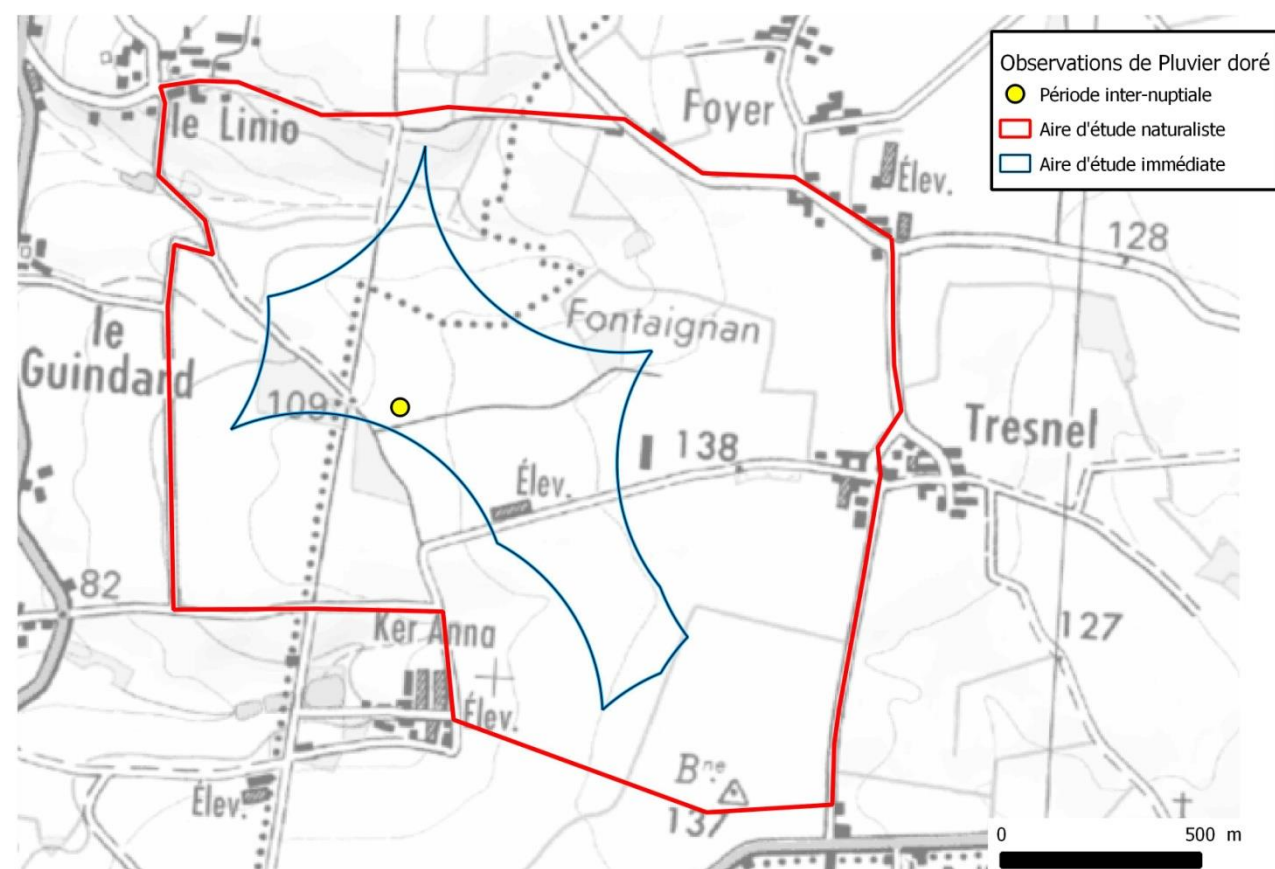 Observations de Pluvier doré
Période inter-nuptiale
Aire d'étude naturaliste
Aire d'étude immédiate
le Linio
Foyer
Élev.
128
le
Guindard
Fontaignan
109
138
Tresnel
Élev.
82
Ker Anna
127
Élev.
Élev.
Bne
137
0 500 m